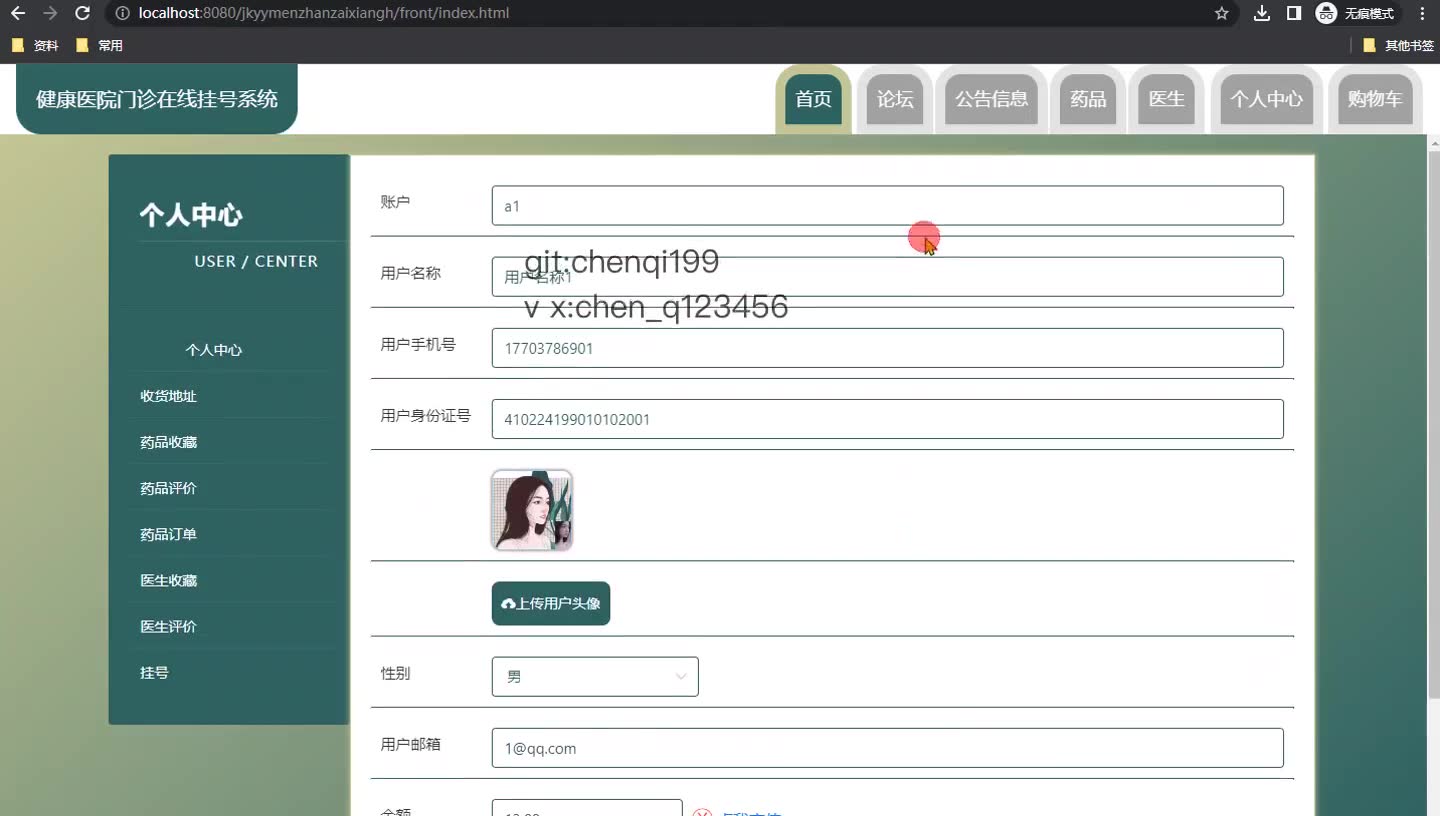 localhost:8080/jkyymenzhanzaixiangh/front/index.html
无痕模式
资料
常用
其他书签
健康医院门诊在线挂号系统
首页
论坛
公告信息
药品
医生
个人中心
购物车
个人中心
USER / CENTER
个人中心
收货地址
药品收藏
药品评价
药品订单
医生收藏
医生评价
挂号
账户
a1
git:chenqi199
用户名称
用户名称1
v x:chen_q123456
用户手机号
17703786901
用户身份证号
410224199010102001
上传用户头像
性别
男
用户邮箱
1@qq.com